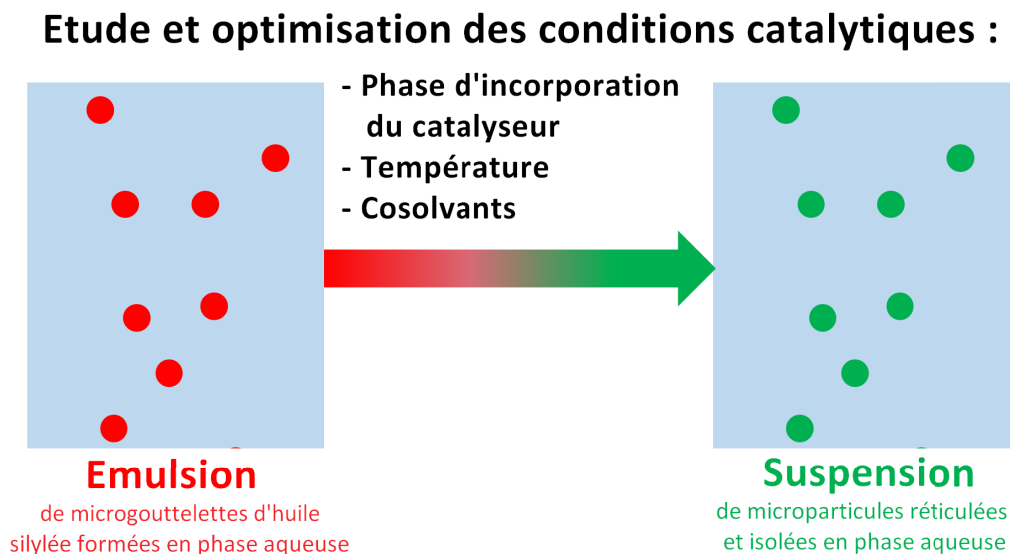 Etude et optimisation des conditions catalytiques :
- Phase d'incorporation
du catalyseur
- Température
- Cosolvants
Emulsion
de microgouttelettes d'huile
silylée formées en phase aqueuse
Suspension
de microparticules réticulées
et isolées en phase aqueuse